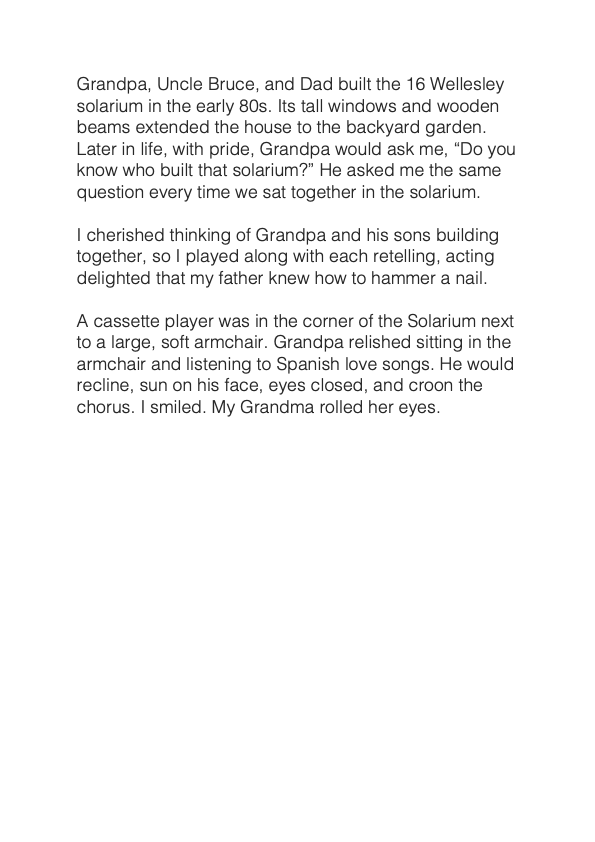 Grandpa, Uncle Bruce, and Dad built the 16 Wellesley
solarium in the early 80s. Its tall windows and wooden
beams extended the house to the backyard garden.
Later in life, with pride, Grandpa would ask me, “Do you
know who built that solarium?” He asked me the same
question every time we sat together in the solarium.

I cherished thinking of Grandpa and his sons building
together, so I played along with each retelling, acting
delighted that my father knew how to hammer a nail.

A cassette player was in the corner of the Solarium next
to a large, soft armchair. Grandpa relished sitting in the
armchair and listening to Spanish love songs. He would
recline, sun on his face, eyes closed, and croon the
chorus. I smiled. My Grandma rolled her eyes.